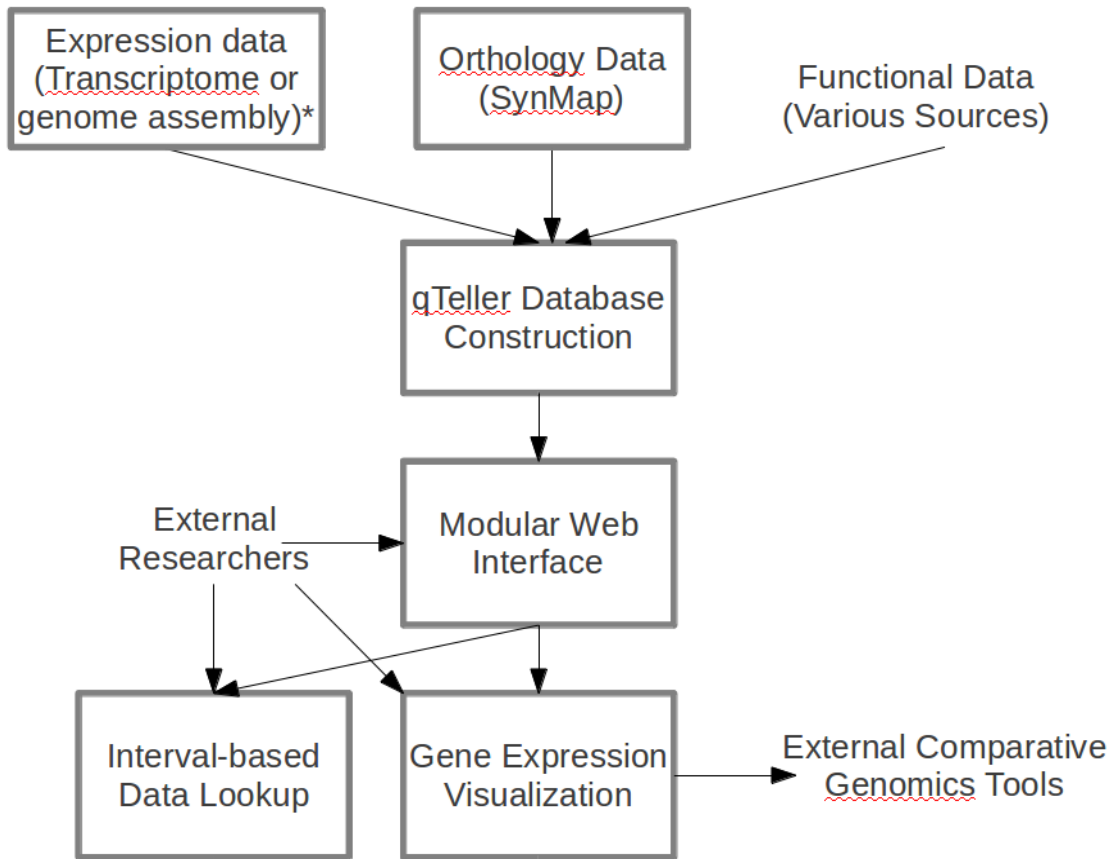 Expression data
(Transcriptome or
genome assembly)*
Orthology Data
(SynMap)
Functional Data
(Various Sources)
qTeller Database
Construction
External
Researchers
Modular Web
Interface
Interval-based
Data Lookup
Gene Expression
Visualization
External Comparative
Genomics Tools